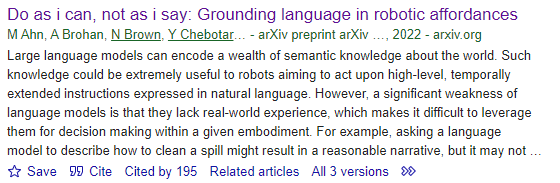 Do as i can, not as i say: Grounding language in robotic affordances
M Ahn, A Brohan, N Brown, Y Chebotar… - arXiv preprint arXiv …, 2022 - arxiv.org
Large language models can encode a wealth of semantic knowledge about the world. Such
knowledge could be extremely useful to robots aiming to act upon high-level, temporally
extended instructions expressed in natural language. However, a significant weakness of
language models is that they lack real-world experience, which makes it difficult to leverage
them for decision making within a given embodiment. For example, asking a language
model to describe how to clean a spill might result in a reasonable narrative, but it may not …
Save Cite Cited by 195 Related articles All 3 versions